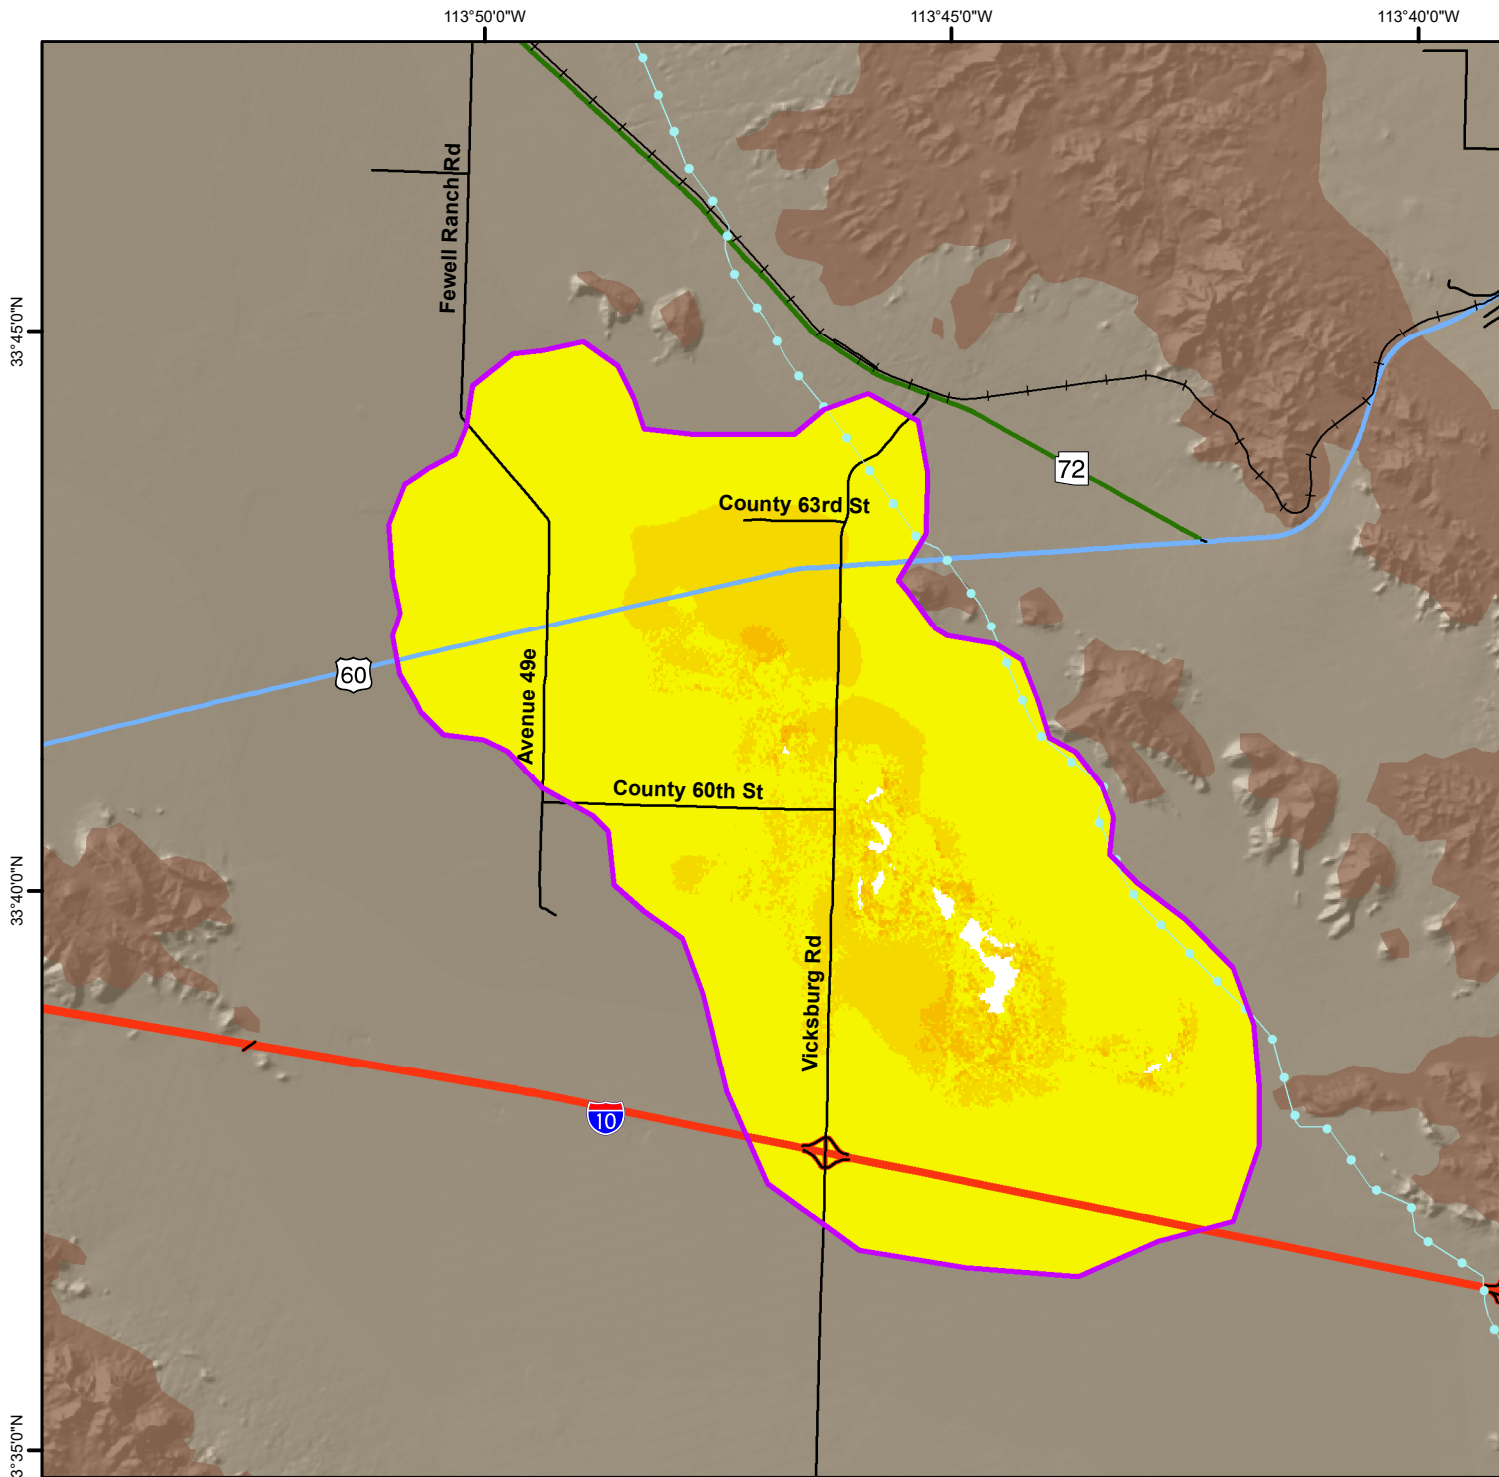 113°50'0"W
113°45'0"W
113°40'0"W
Fewell Ranch Rd
33°45'0"N
72
County 63rd St
60
Avenue 49e
County 60th St
33°40'0"N
Vicksburg Rd
10
3°35'0"N